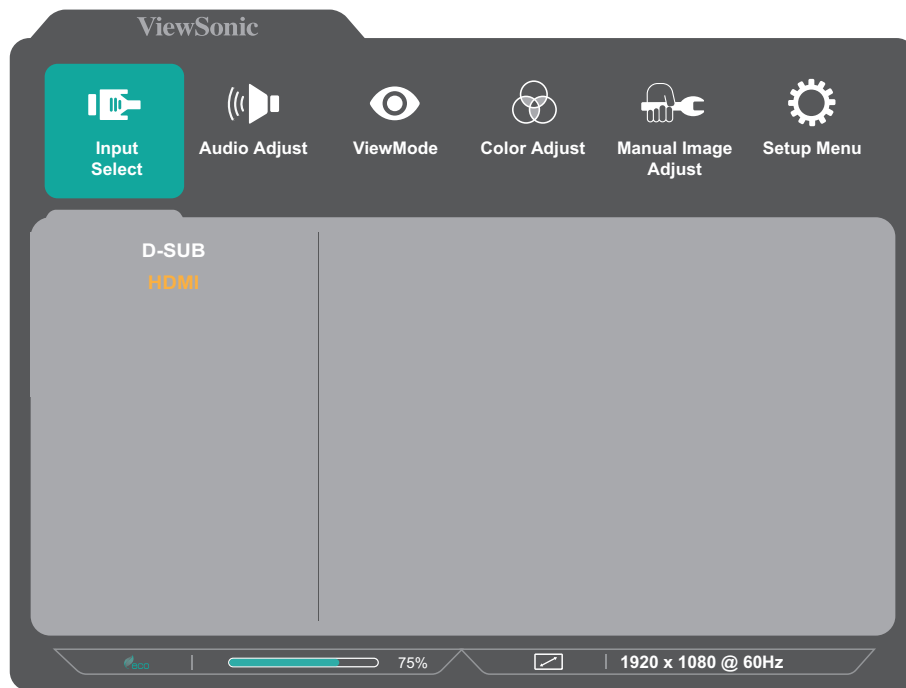 ViewSonic
Input
Select
Audio Adjust
ViewMode
Color Adjust
Manual Image
Adjust
Setup Menu
D-SUB
HDMI
ECO
75%
1920 x 1080 @ 60Hz